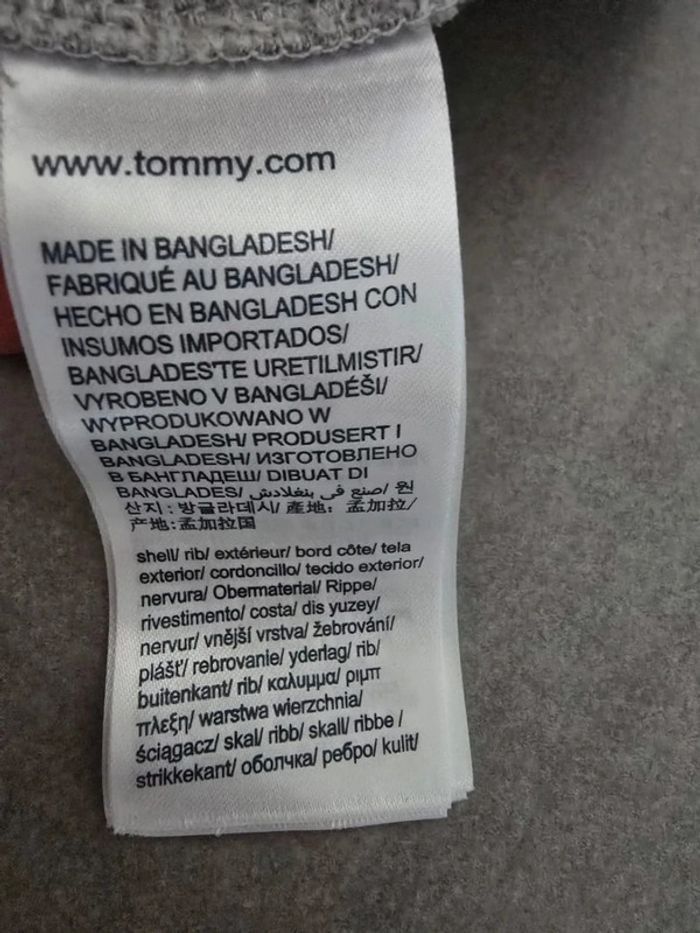 www.tommy.com
MADE IN BANGLADESH/
FABRIQUÉ AU BANGLADESH/
HECHO EN BANGLADESH CON
INSUMOS IMPORTADOS/
BANGLADES'TE URETILMISTIR/
VYROBENO V BANGLADÉŠI/
WYPRODUKOWANO W
BANGLADESH/ PRODUSERT I
BANGLADESH/ ИЗГОТОВЛЕНО
В БАНГЛАДЕШ/ DIBUAT DI
BANGLADES/ صنع في بنغلادش/ 원
산지 : 방글라데시/ 產地: 孟加拉/
产地:孟加拉国
shell/ rib/ extérieur/ bord côte/ tela
exterior/ cordoncillo/ tecido exterior/
nervura/ Obermaterial/ Rippe/
rivestimento/ costa/ dis yuzey/
nervur/ vnější vrstva/ žebrování/
plášť/ rebrovanie/ yderlag/ rib/
buitenkant/ rib/ καλυμμα/ ριμπ
πλεξη/ warstwa wierzchnia/
ściągacz/ skal/ ribb/ skall/ ribbe /
strikkekant/ оболчка/ ребро/ kulit/